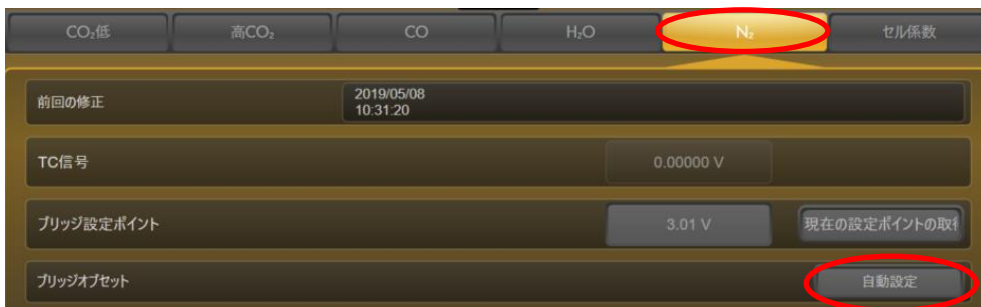 CO₂低 高CO₂ CO H₂O N₂ セル係数
前回の修正 2019/05/08
10:31:20
TC信号 0.00000 V
ブリッジ設定ポイント 3.01 V 現在の設定ポイントの取
ブリッジオブセット 自動設定